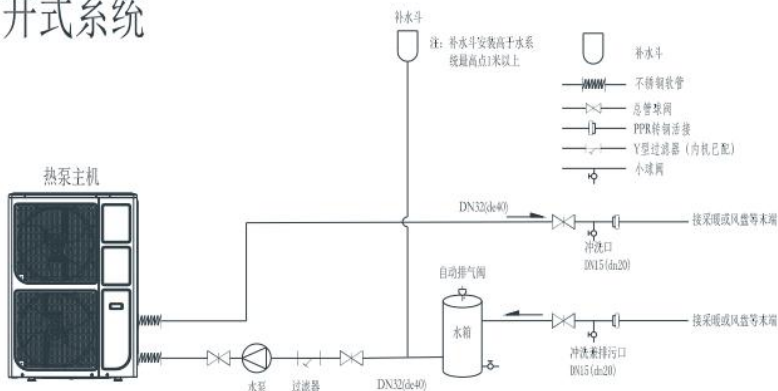 开式系统
补水斗
注：补水斗安装高于水系
统最高点1米以上
补水斗
不锈钢软管
总管球阀
PPR转铜活接
Y型过滤器（内机已配）
小球阀
热泵主机
DN32(de40)
接采暖或风盘等末端
冲洗口
DN15(dn20)
自动排气阀
水箱
接采暖或风盘等末端
冲洗兼排污口
DN15(dn20)
水泵
过滤器
DN32(de40)